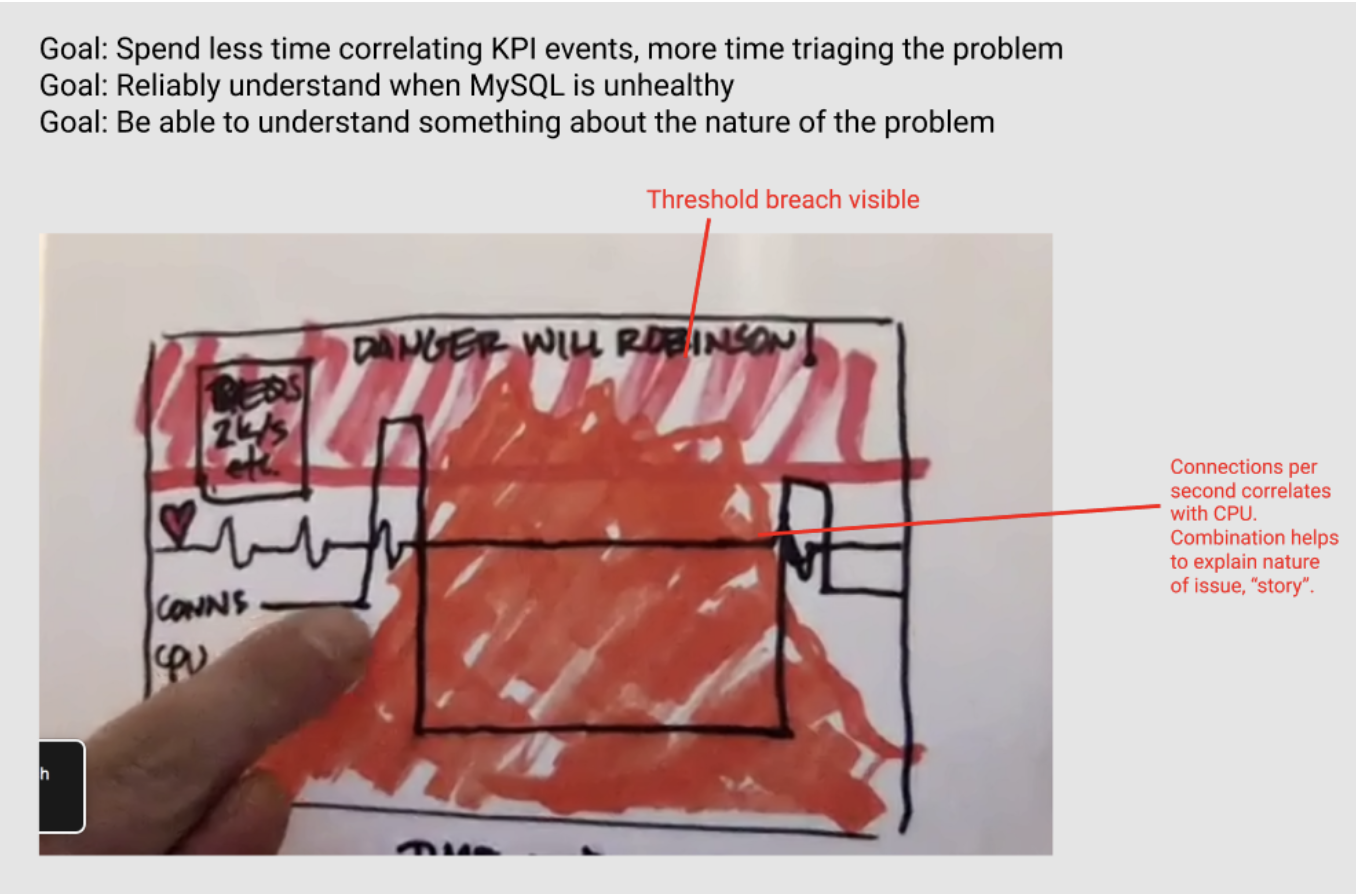 Goal: Spend less time correlating KPI events, more time triaging the problem
Goal: Reliably understand when MySQL is unhealthy
Goal: Be able to understand something about the nature of the problem
Threshold breach visible
DANGER WILL ROBINSON!
2k/s
etc.
CONNS
CPU
Connections per
second correlates
with CPU.
Combination helps
to explain nature
of issue, “story”.
h